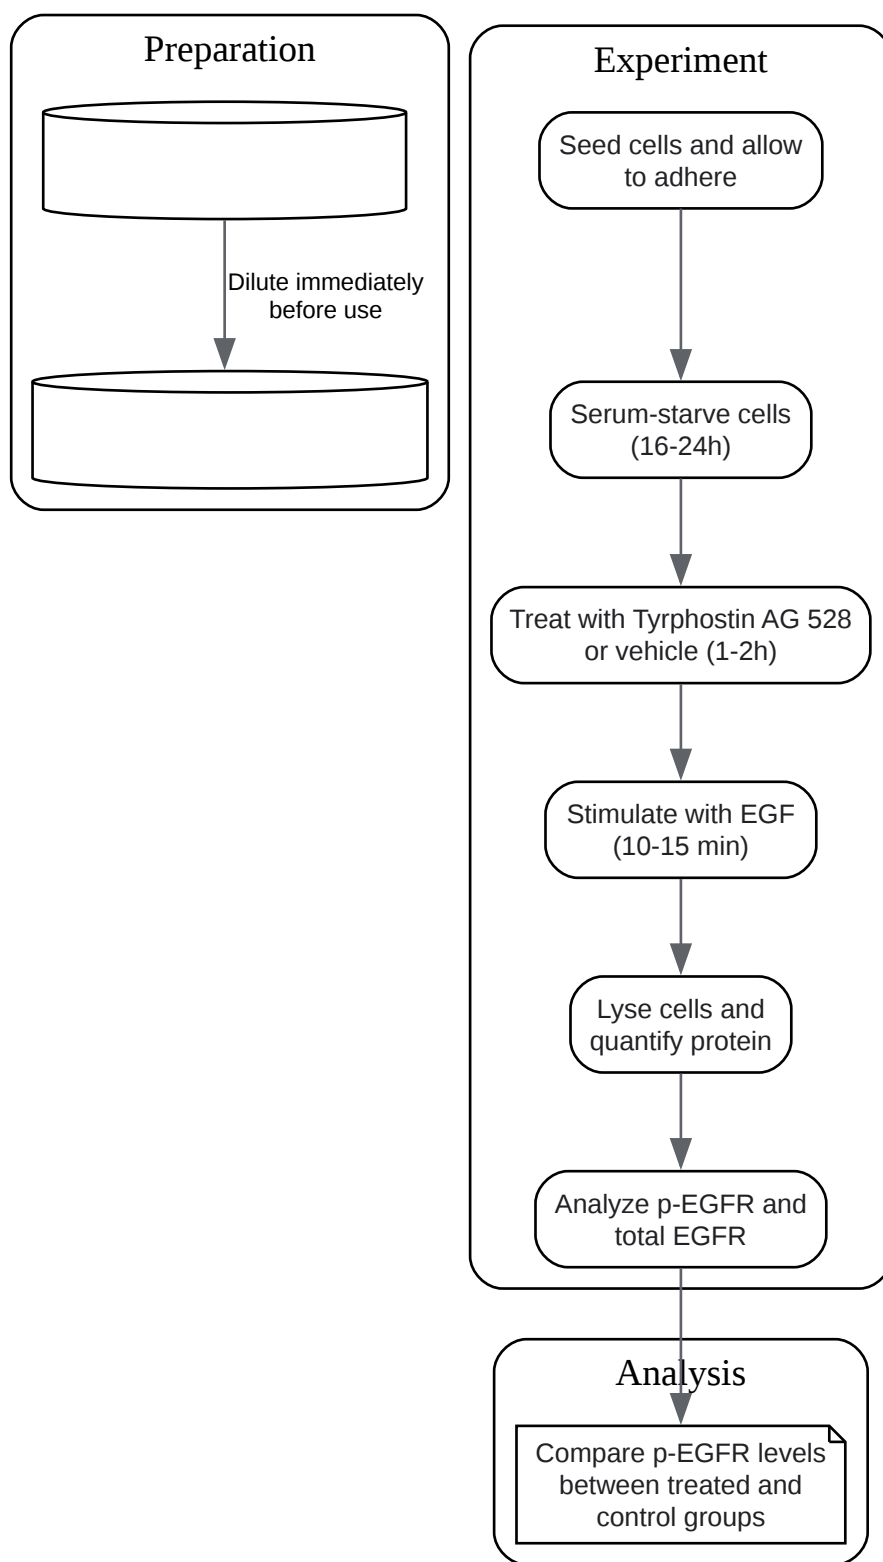 Preparation
Dilute immediately
before use
Experiment
Seed cells and allow
to adhere
Serum-starve cells
(16-24h)
Treat with Tyrphostin AG 528
or vehicle (1-2h)
Stimulate with EGF
(10-15 min)
Lyse cells and
quantify protein
Analyze p-EGFR and
total EGFR
Analysis
Compare p-EGFR levels
between treated and
control groups